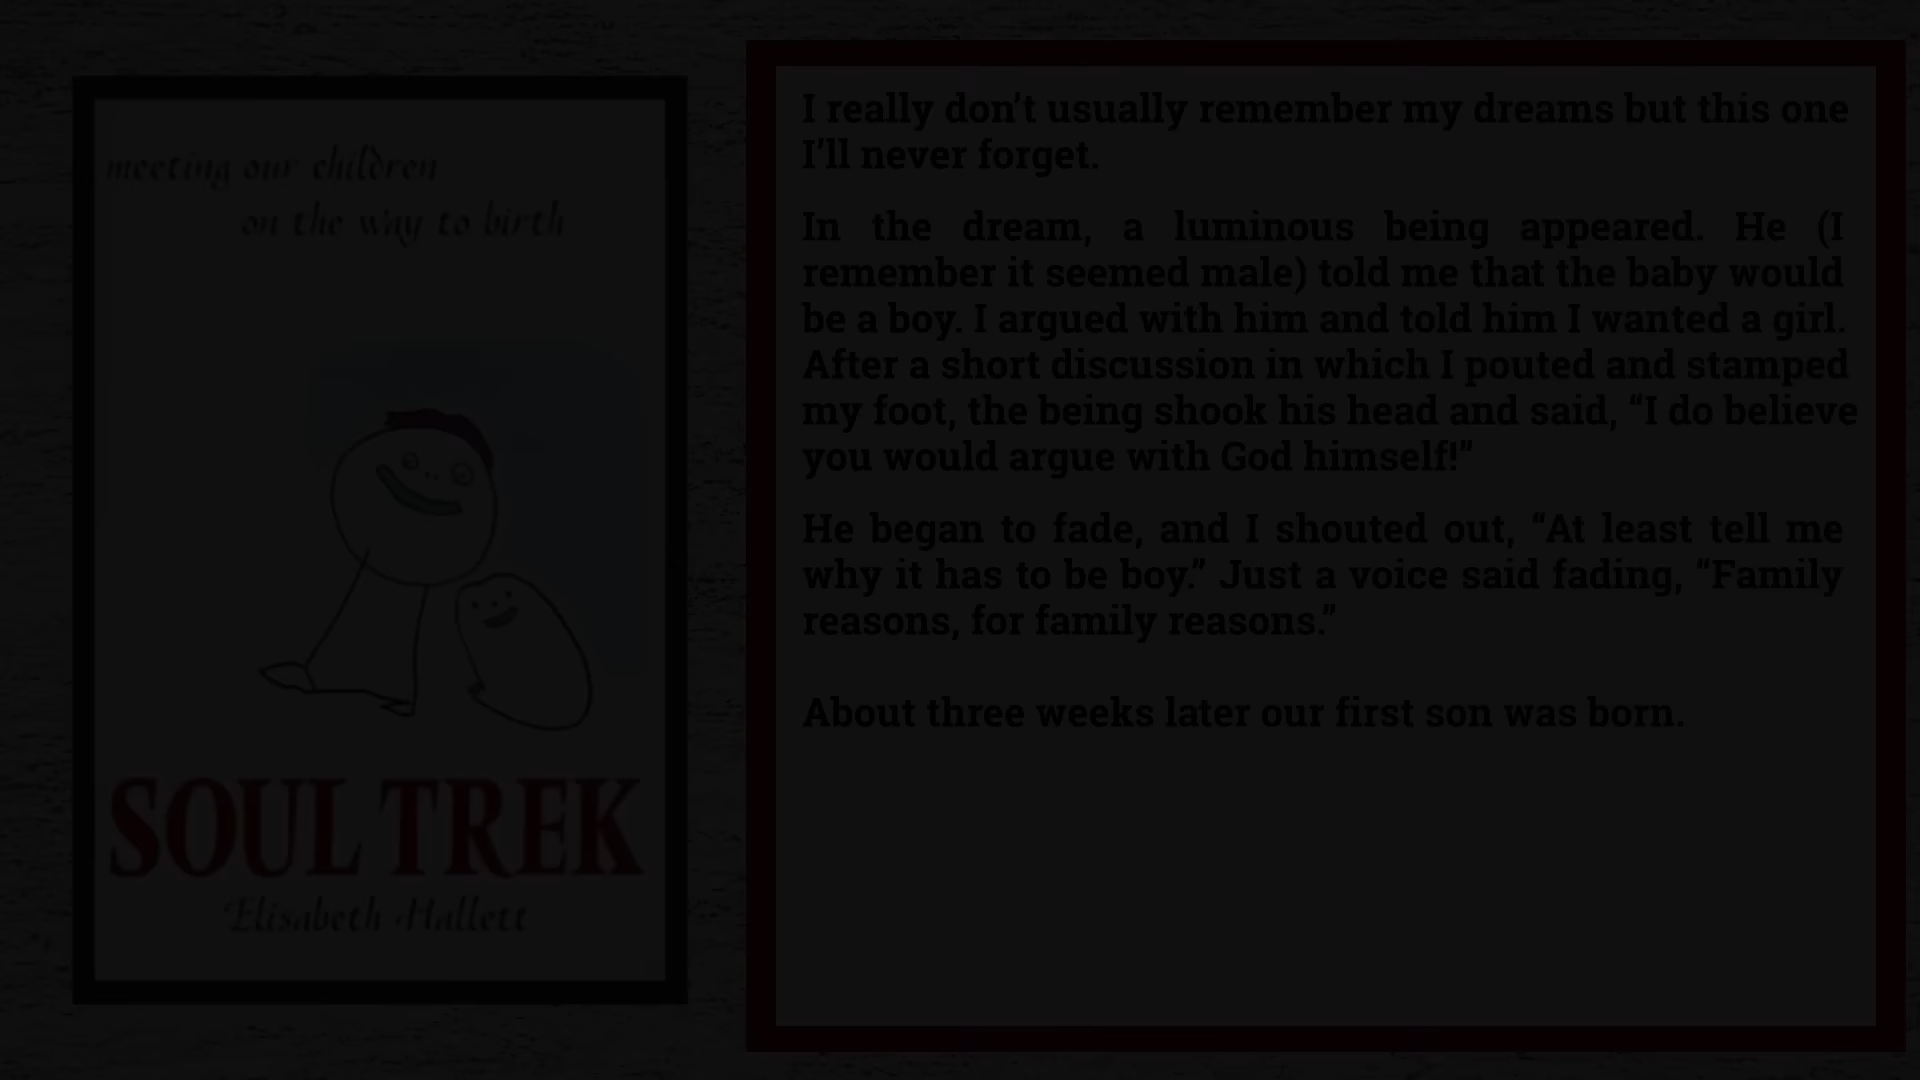 meeting our children
on the way to birth
SOUL TREK
Elisabeth Hallett
I really don’t usually remember my dreams but this one
I’ll never forget.
In the dream, a luminous being appeared. He (I
remember it seemed male) told me that the baby would
be a boy. I argued with him and told him I wanted a girl.
After a short discussion in which I pouted and stamped
my foot, the being shook his head and said, “I do believe
you would argue with God himself!”
He began to fade, and I shouted out, “At least tell me
why it has to be boy.” Just a voice said fading, “Family
reasons, for family reasons.”
About three weeks later our first son was born.